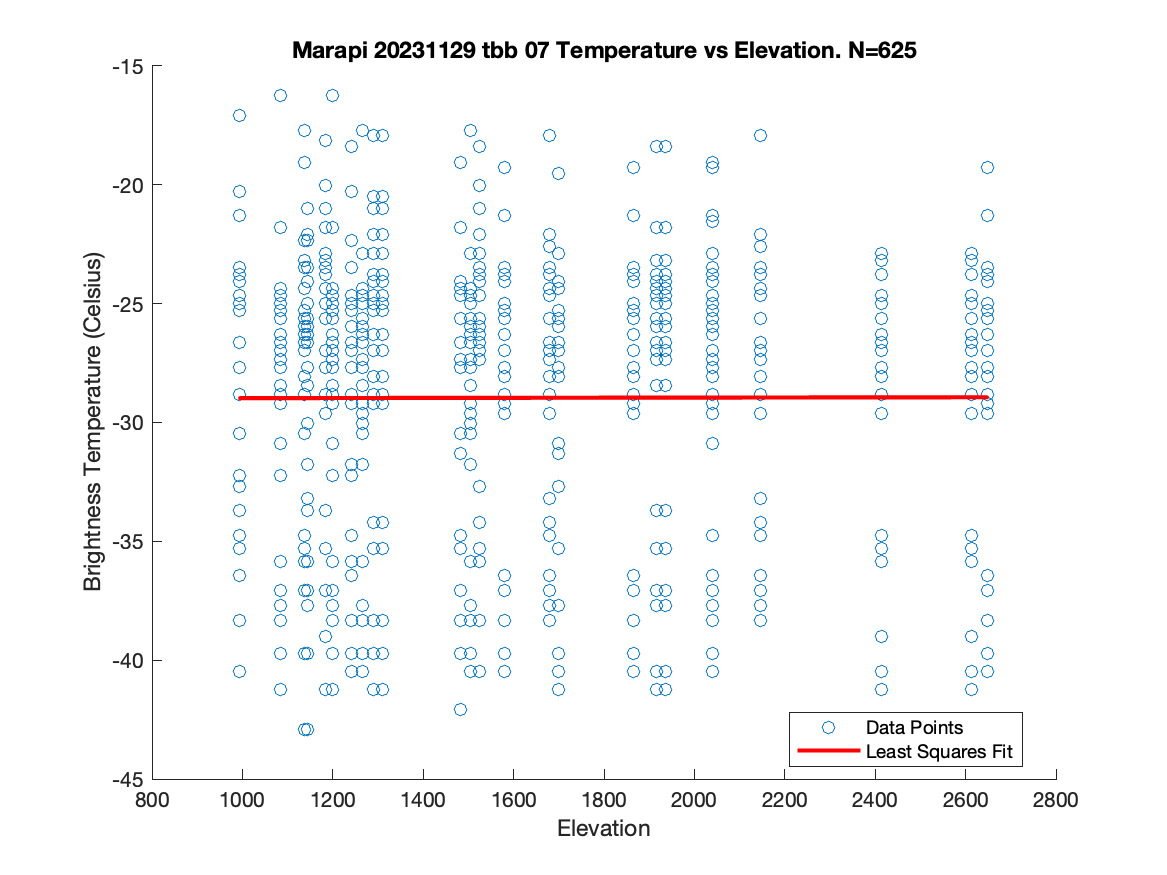 Marapi 20231129 tbb 07 Temperature vs Elevation. N=625
-15
-20
-25
-30
-35
-40
-45
Brightness Temperature (Celsius)
800 1000 1200 1400 1600 1800 2000 2200 2400 2600 2800
Elevation
Data Points
Least Squares Fit